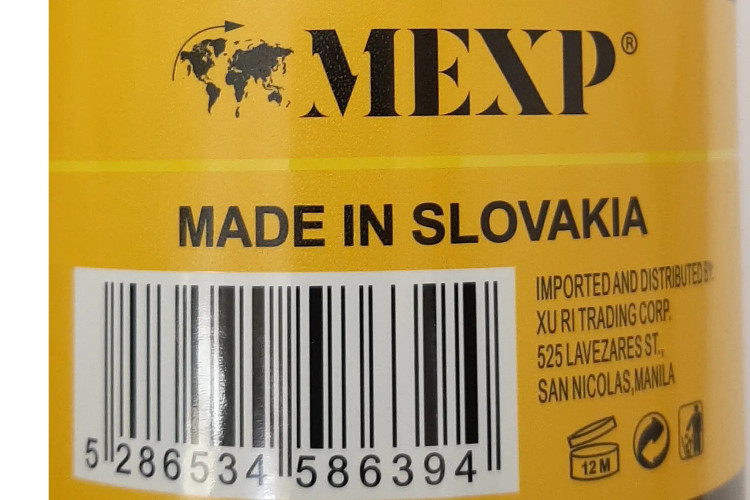 MEXP®
MADE IN SLOVAKIA
IMPORTED AND DISTRIBUTED BY:
XU RI TRADING CORP.
525 LAVEZARES ST.,
SAN NICOLAS,MANILA
5 286534 586394
12 M